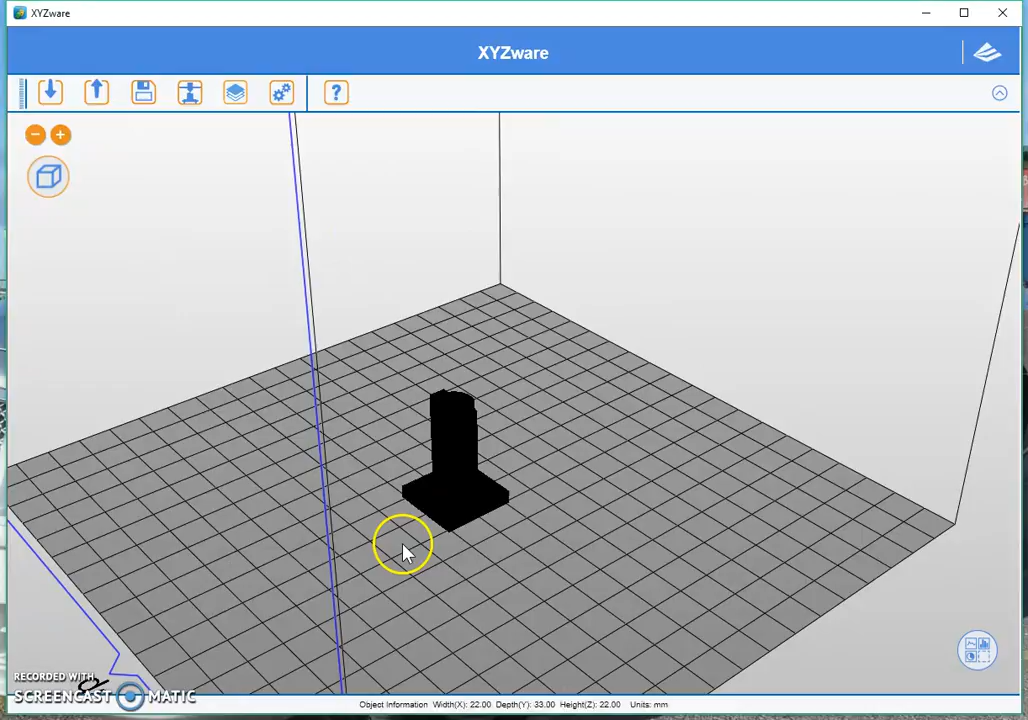 XYZware
XYZware
?
RECORDED WITH
SCREENCAST MATIC
Object Information Width(X): 22.00 Depth(Y): 33.00 Height(Z): 22.00 Units: mm